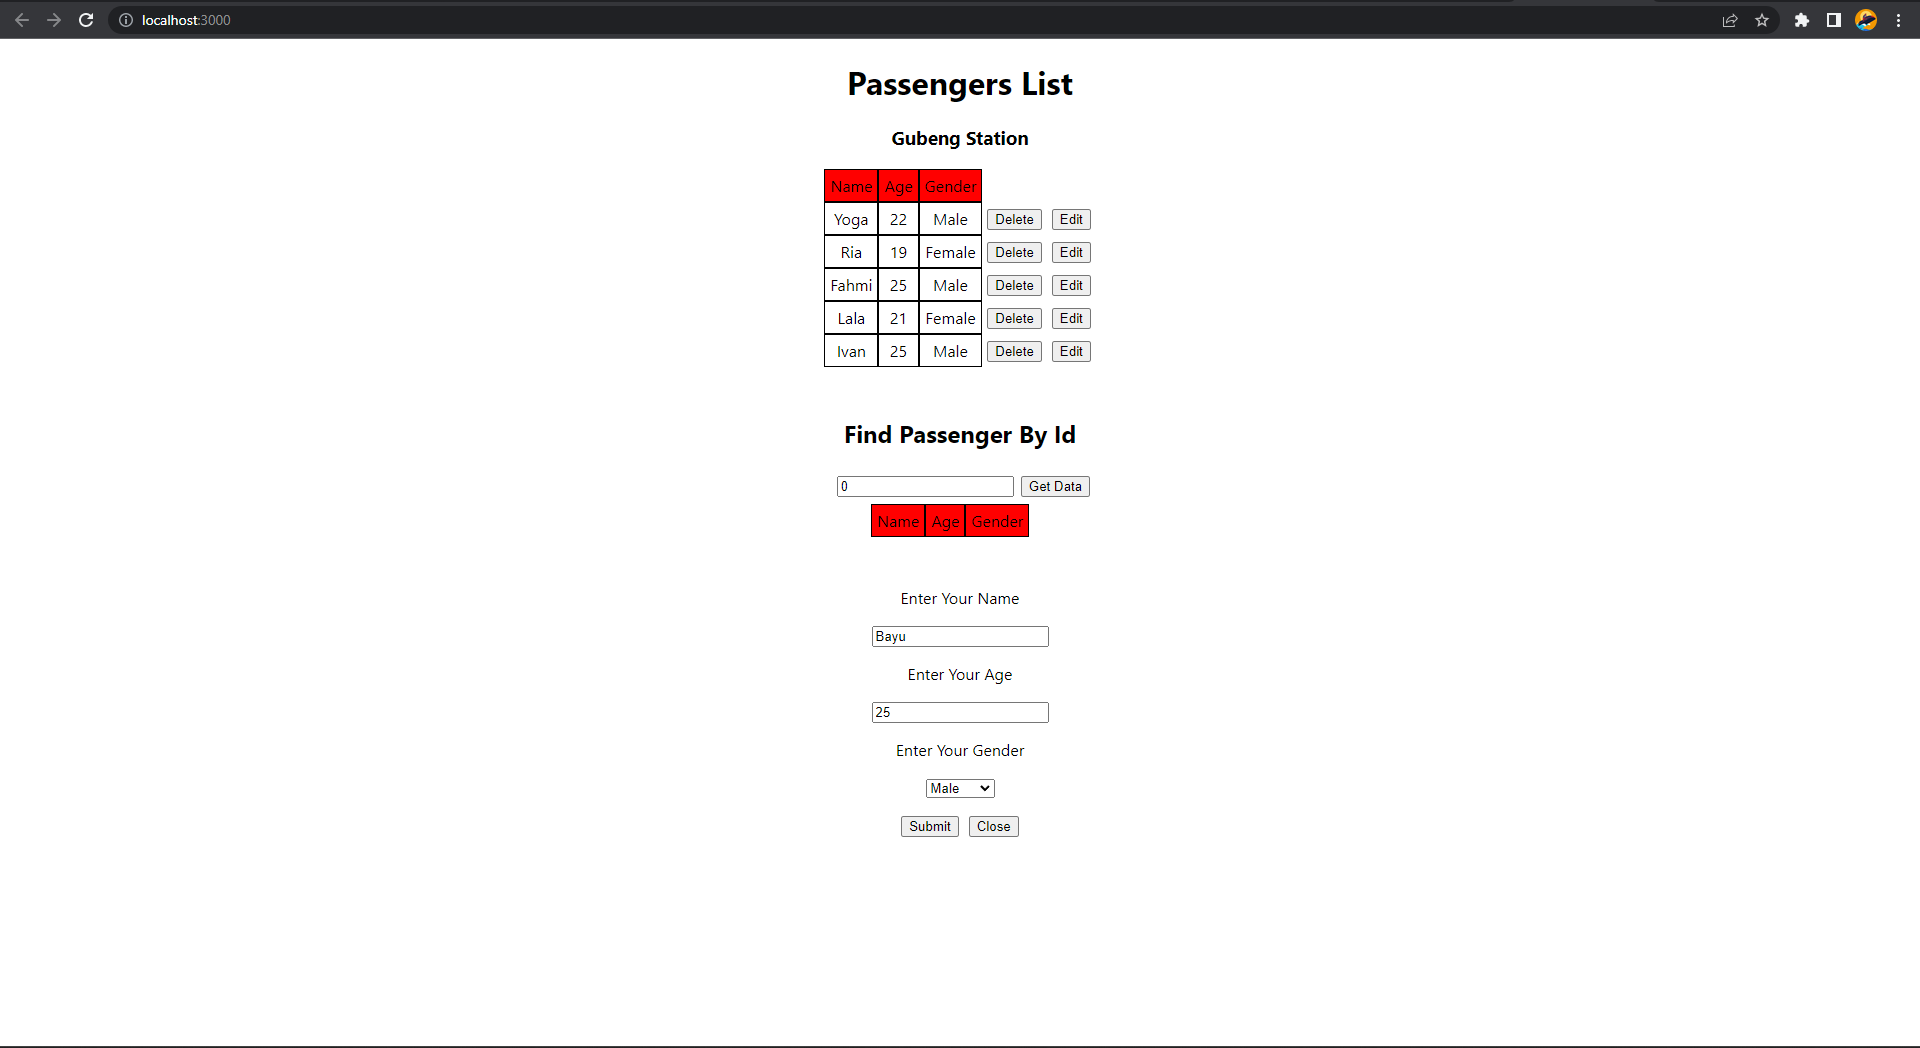 localhost:3000
Passengers List
Gubeng Station
Name Age Gender
Yoga 22 Male Delete Edit
Ria 19 Female Delete Edit
Fahmi 25 Male Delete Edit
Lala 21 Female Delete Edit
Ivan 25 Male Delete Edit
Find Passenger By Id
0 Get Data
Name Age Gender
Enter Your Name
Bayu
Enter Your Age
25
Enter Your Gender
Male
Submit Close